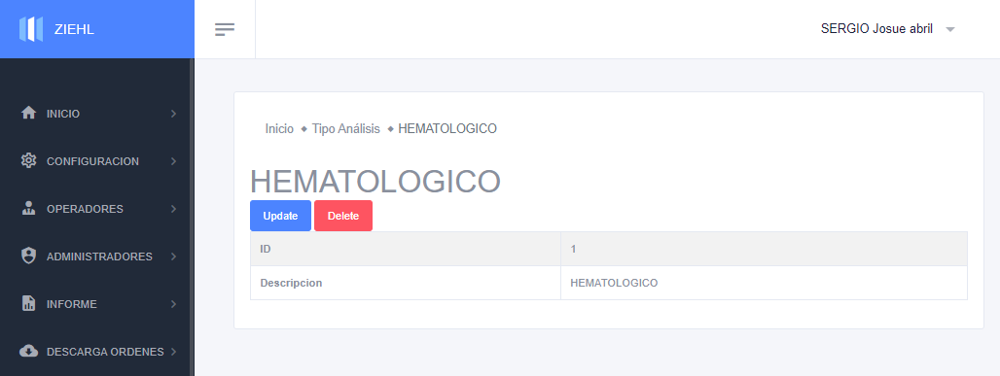 ZIEHL
SERGIO Josue abril
INICIO
CONFIGURACION
OPERADORES
ADMINISTRADORES
INFORME
DESCARGA ORDENES
Inicio ◆ Tipo Análisis ◆ HEMATOLOGICO
HEMATOLOGICO
Update Delete
ID 1
Descripcion HEMATOLOGICO